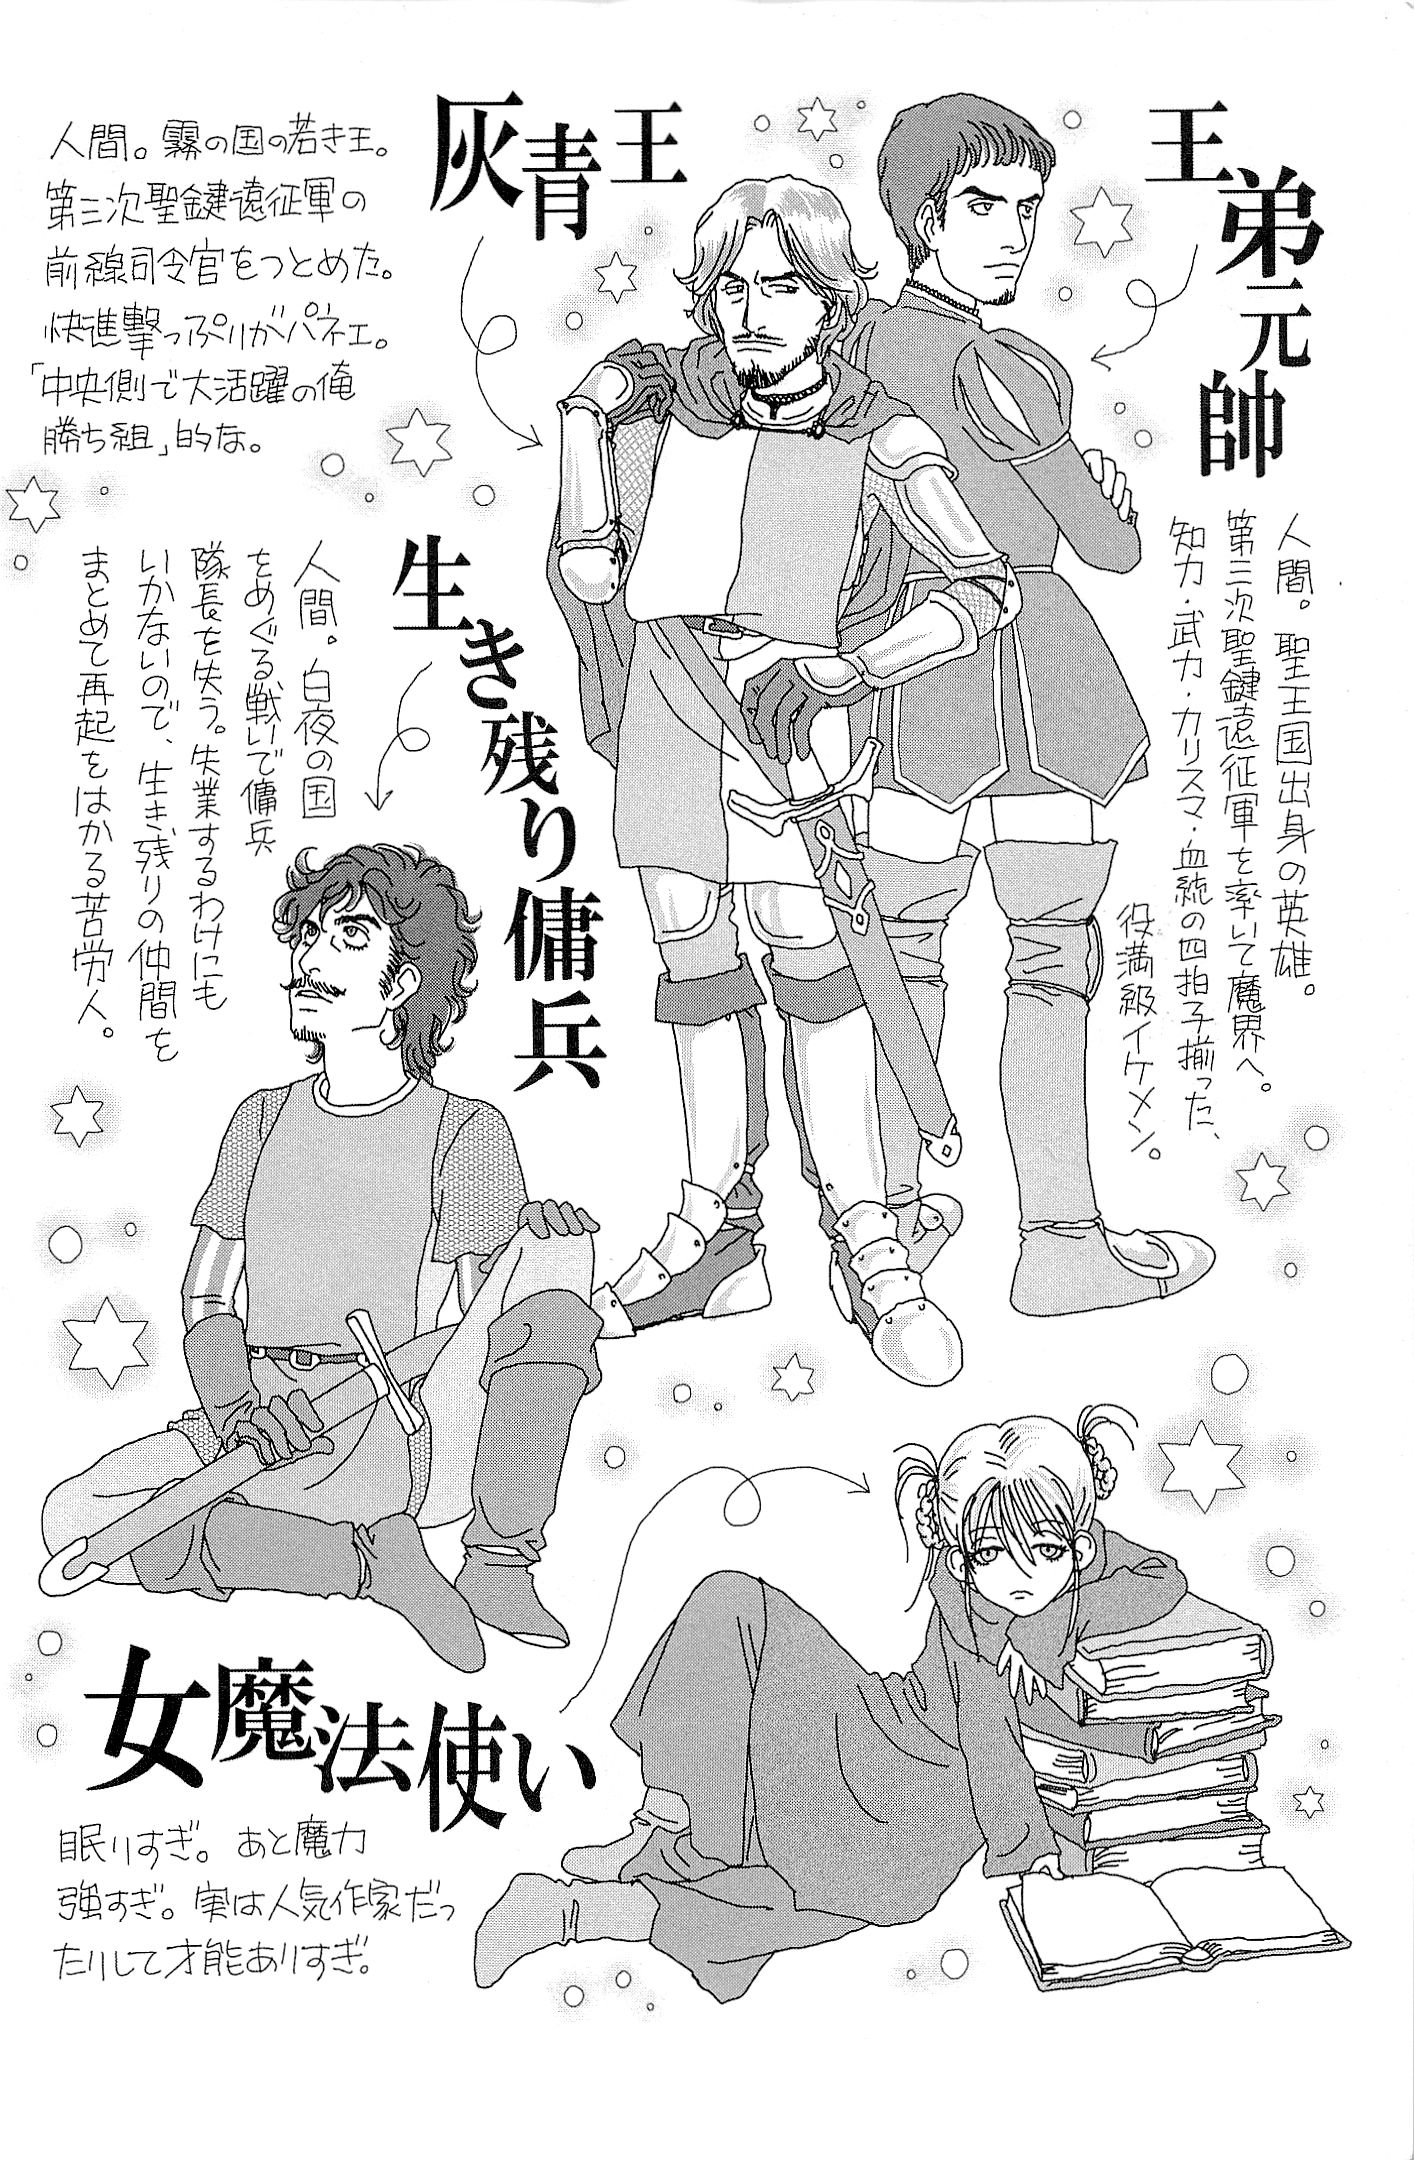 王弟元帥
人間。聖王国出身の英雄。
第三次聖鍵遠征軍を率いて魔界へ。
知力・武力・カリスマ・血統の四拍子揃った、
役満級イケメン。
灰青王
人間。霧の国の若き王。
第三次聖鍵遠征軍の
前線司令官をつとめた。
快進撃っぷりがパネェ。
「中央側で大活躍の俺
勝ち組」的な。
生き残り傭兵
人間。白夜の国
をめぐる戦いで傭兵
隊長を失う。失業するわけにも
いかないので、生き残りの仲間を
まとめて再起をはかる苦労人。
女魔法使い
眠りすぎ。あと魔力
強すぎ。実は人気作家だっ
たりして才能ありすぎ。